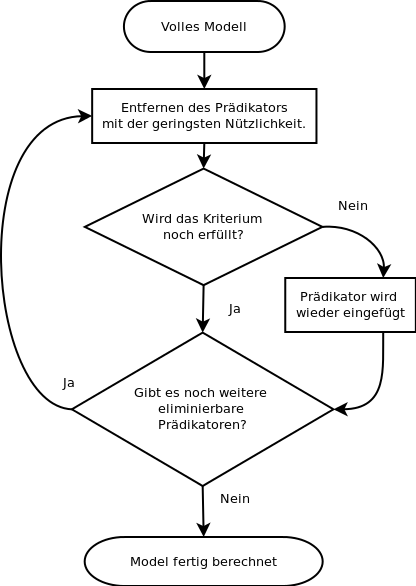 Volles Modell
Entfernen des Prädikators
mit der geringsten Nützlichkeit.
Wird das Kriterium
noch erfüllt?
Nein
Prädikator wird
wieder eingefügt
Ja
Gibt es noch weitere
eliminierbare
Prädikatoren?
Ja
Nein
Model fertig berechnet